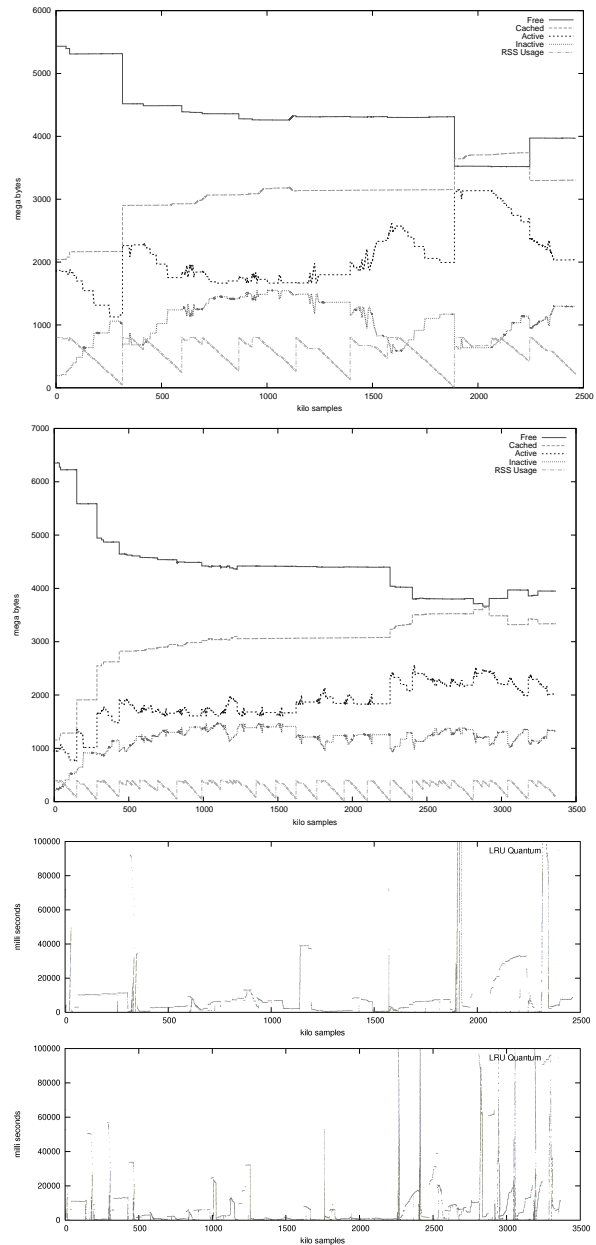 6000
5000
4000
3000
2000
1000
0
mega bytes
Free
Cached
Active
Inactive
RSS Usage
0 500 1000 1500 2000 2500
kilo samples
7000
6000
5000
4000
3000
2000
1000
0
mega bytes
Free
Cached
Active
Inactive
RSS Usage
0 500 1000 1500 2000 2500 3000 3500
kilo samples
100000
80000
60000
40000
20000
0
milli seconds
LRU Quantum
0 500 1000 1500 2000 2500
kilo samples
100000
80000
60000
40000
20000
0
milli seconds
LRU Quantum
0 500 1000 1500 2000 2500 3000 3500
kilo samples